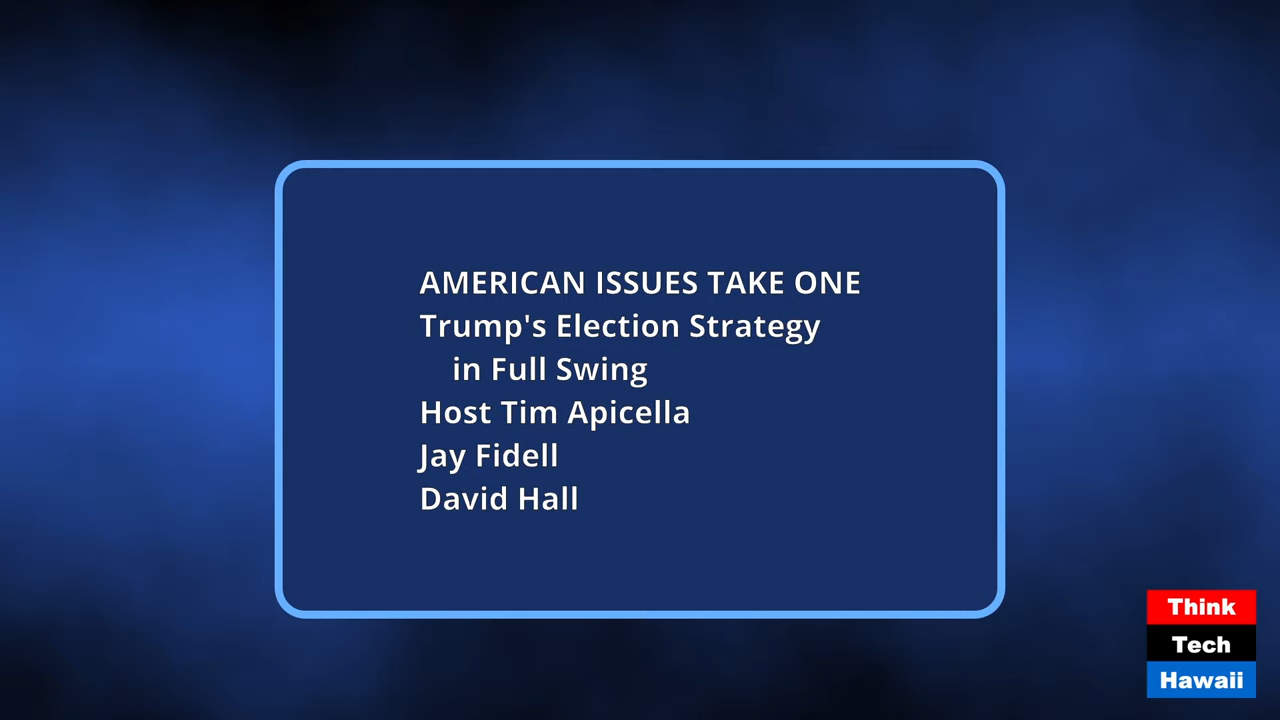 AMERICAN ISSUES TAKE ONE
Trump's Election Strategy
in Full Swing
Host Tim Apicella
Jay Fidell
David Hall
Think
Tech
Hawaii